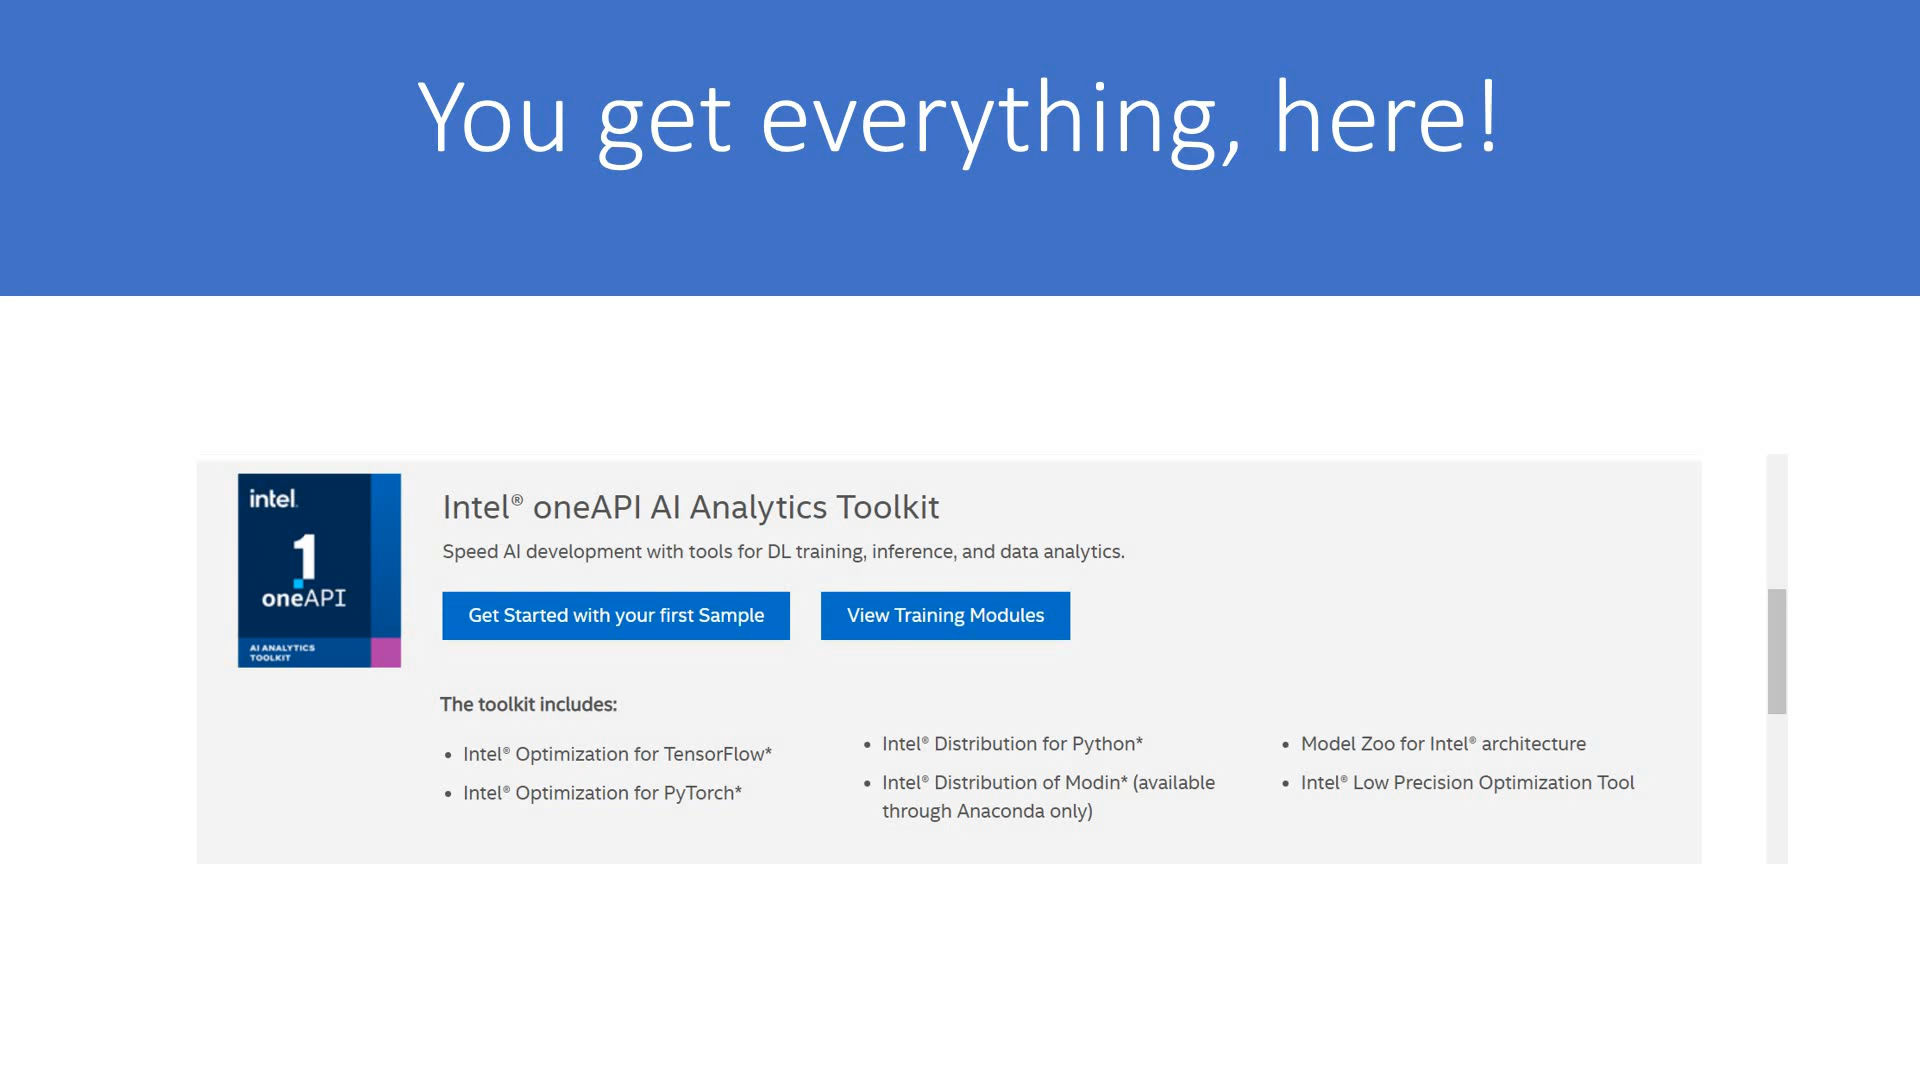 You get everything, here!
intel.
1
oneAPI
AI ANALYTICS
TOOLKIT
Intel® oneAPI AI Analytics Toolkit
Speed AI development with tools for DL training, inference, and data analytics.
Get Started with your first Sample
View Training Modules
The toolkit includes:
• Intel® Optimization for TensorFlow*
• Intel® Optimization for PyTorch*
• Intel® Distribution for Python*
• Intel® Distribution of Modin* (available
through Anaconda only)
• Model Zoo for Intel® architecture
• Intel® Low Precision Optimization Tool